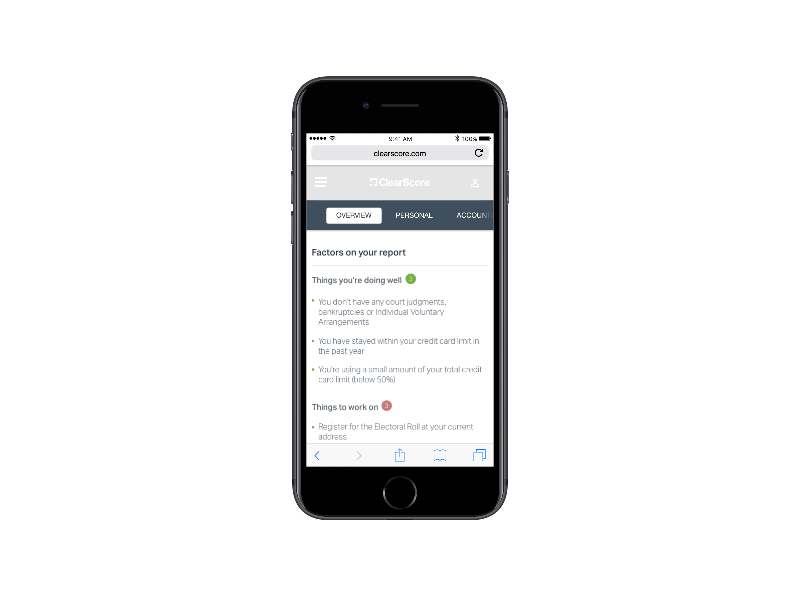 9:41 AM 100%
clearscore.com
ClearScore
OVERVIEW PERSONAL ACCOUN
Factors on your report
Things you're doing well 3
You don't have any court judgments,
bankruptcies or Individual Voluntary
Arrangements
You have stayed within your credit card limit in
the past year
You're using a small amount of your total credit
card limit (below 50%)
Things to work on 3
Register for the Electoral Roll at your current
address